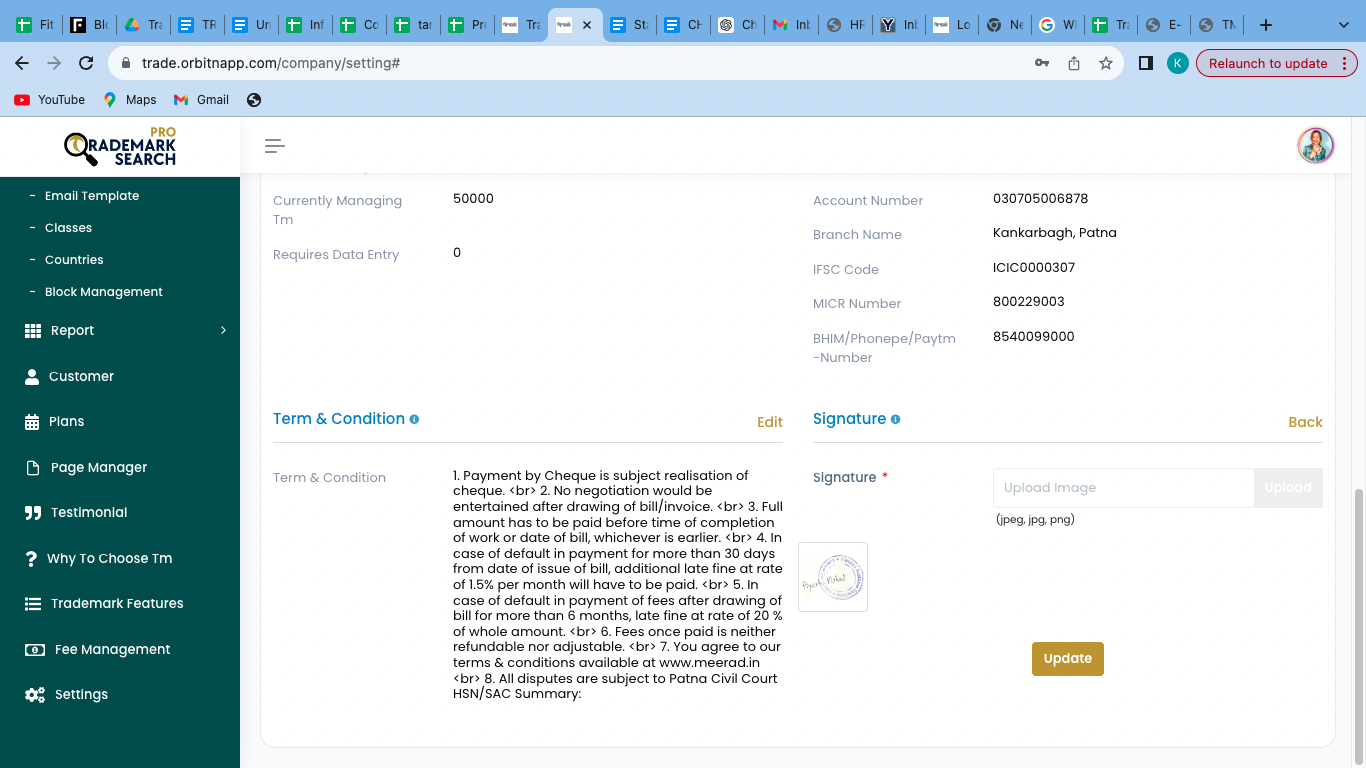 Fit
Blo
Tra
TR
Un
Inf
Co
tar
Pro
Tra
Sta
CH
Ch
Inb
HR
Inb
Lo
Ne
Wi
Tra
E-
TM
trade.orbitnapp.com/company/setting#
K
Relaunch to update
YouTube
Maps
Gmail
PRO
TRADEMARK
SEARCH
- Email Template
- Classes
- Countries
- Block Management
Report
Customer
Plans
Page Manager
Testimonial
Why To Choose Tm
Trademark Features
Fee Management
Settings
Currently Managing
Tm
50000
Requires Data Entry
0
Account Number
030705006878
Branch Name
Kankarbagh, Patna
IFSC Code
ICIC0000307
MICR Number
800229003
BHIM/Phonepe/Paytm
-Number
8540099000
Term & Condition
Edit
Term & Condition
1. Payment by Cheque is subject realisation of
cheque. <br> 2. No negotiation would be
entertained after drawing of bill/invoice. <br> 3. Full
amount has to be paid before time of completion
of work or date of bill, whichever is earlier. <br> 4. In
case of default in payment for more than 30 days
from date of issue of bill, additional late fine at rate
of 1.5% per month will have to be paid. <br> 5. In
case of default in payment of fees after drawing of
bill for more than 6 months, late fine at rate of 20 %
of whole amount. <br> 6. Fees once paid is neither
refundable nor adjustable. <br> 7. You agree to our
terms & conditions available at www.meerad.in
<br> 8. All disputes are subject to Patna Civil Court
HSN/SAC Summary:
Signature
Back
Signature *
Upload Image
Upload
(jpeg, jpg, png)
Update